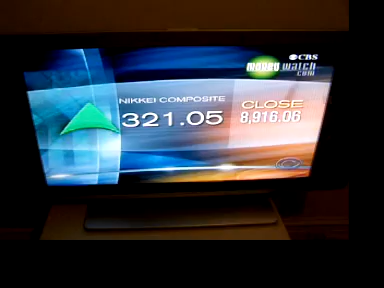 CBS
MarketWatch
.com
NIKKEI COMPOSITE
321.05
CLOSE
8,916.06